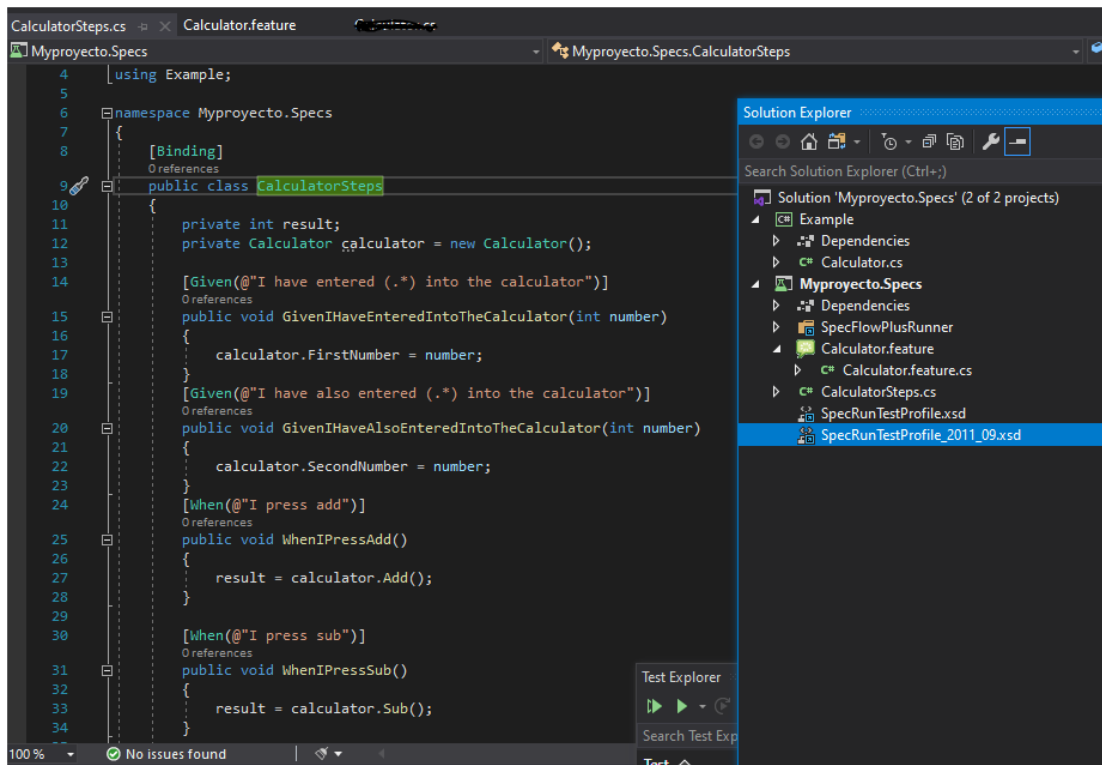 CalculatorSteps.cs
Calculator.feature
Myproyecto.Specs
Myproyecto.Specs.CalculatorSteps
4 using Example;
5
6 namespace Myproyecto.Specs
7 {
8 [Binding]
0 references
9 public class CalculatorSteps
10 {
11 private int result;
12 private Calculator calculator = new Calculator();
13
14 [Given(@"I have entered (.*) into the calculator")]
0 references
15 public void GivenIHaveEnteredIntoTheCalculator(int number)
16 {
17 calculator.FirstNumber = number;
18 }
19 [Given(@"I have also entered (.*) into the calculator")]
0 references
20 public void GivenIHaveAlsoEnteredIntoTheCalculator(int number)
21 {
22 calculator.SecondNumber = number;
23 }
24 [When(@"I press add")]
0 references
25 public void WhenIPressAdd()
26 {
27 result = calculator.Add();
28 }
29
30 [When(@"I press sub")]
0 references
31 public void WhenIPressSub()
32 {
33 result = calculator.Sub();
34 }
100 %
No issues found
Solution Explorer
Search Solution Explorer (Ctrl+;)
Solution 'Myproyecto.Specs' (2 of 2 projects)
C# Example
Dependencies
C# Calculator.cs
Myproyecto.Specs
Dependencies
SpecFlowPlusRunner
Calculator.feature
C# Calculator.feature.cs
C# CalculatorSteps.cs
SpecRunTestProfile.xsd
SpecRunTestProfile_2011_09.xsd
Test Explorer
Search Test Exp
Test